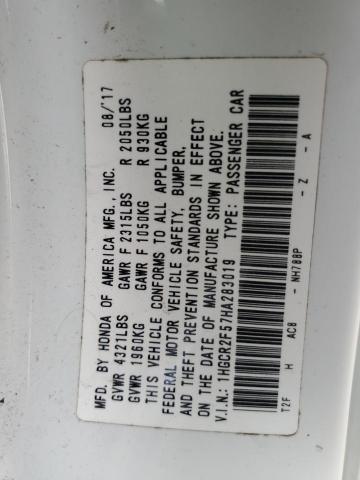 MFD. BY HONDA OF AMERICA MFG., INC. 08/'17
GVWR 4321LBS GAWR F 2315LBS R 2050LBS
GVWR 1960KG GAWR F 1050KG R 930KG
THIS VEHICLE CONFORMS TO ALL APPLICABLE
FEDERAL MOTOR VEHICLE SAFETY, BUMPER,
AND THEFT PREVENTION STANDARDS IN EFFECT
ON THE DATE OF MANUFACTURE SHOWN ABOVE.
V.I.N.: 1HGCR2F57HA283019 TYPE: PASSENGER CAR
T2F H AC8 - NH788P - Z - A